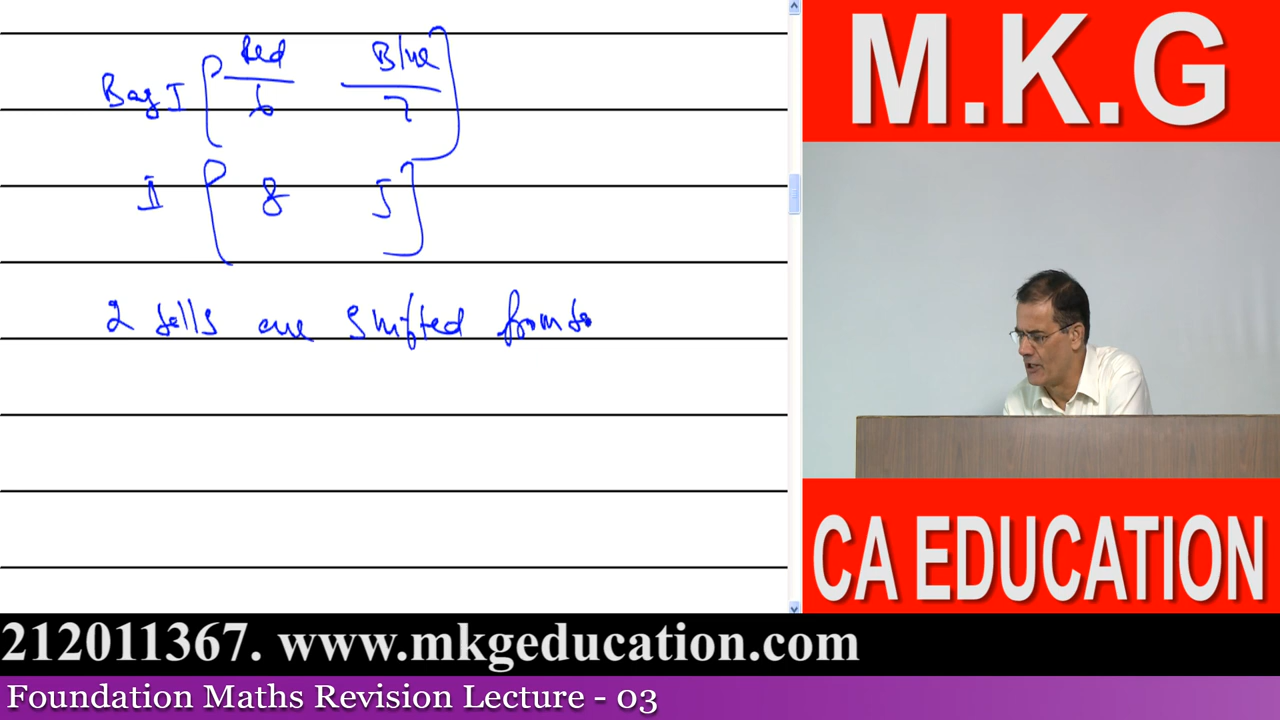 Red Blue
Bag I 6 7
II 8 5
2 balls are shifted from to
M.K.G
CA EDUCATION
212011367. www.mkgeducation.com
Foundation Maths Revision Lecture - 03